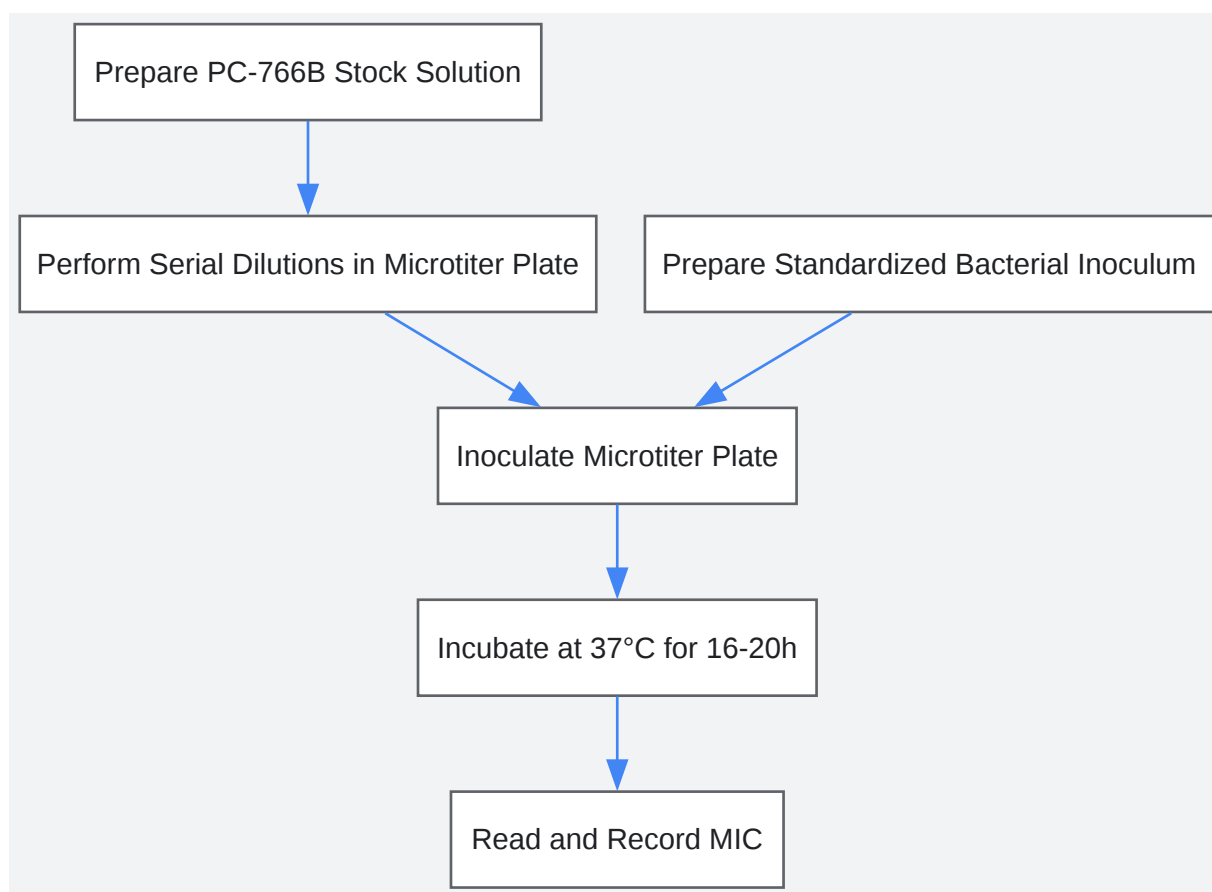 Prepare PC-766B Stock Solution
Perform Serial Dilutions in Microtiter Plate
Prepare Standardized Bacterial Inoculum
Inoculate Microtiter Plate
Incubate at 37°C for 16-20h
Read and Record MIC